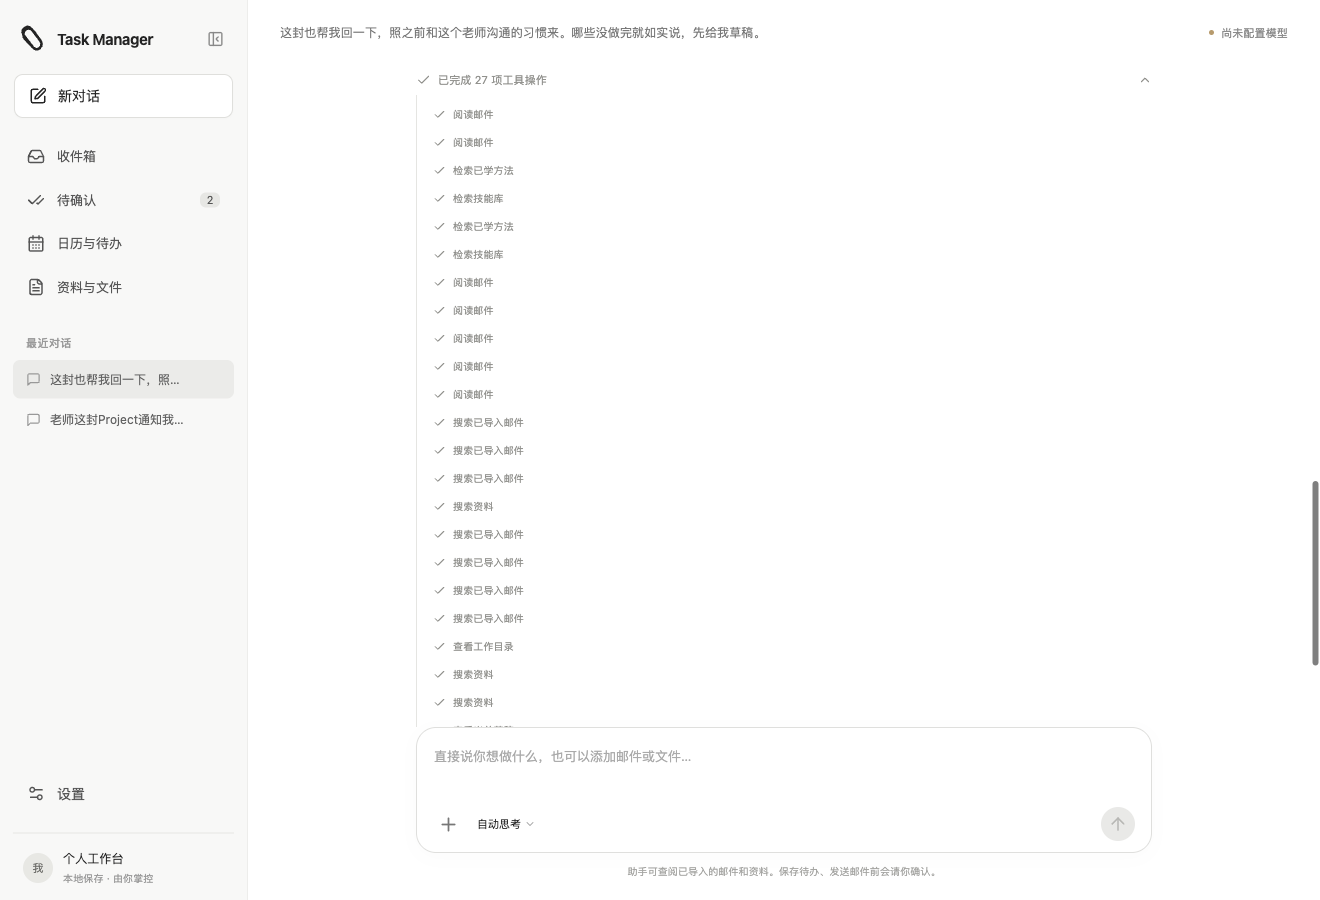 Task Manager
新对话
收件箱
待确认
2
日历与待办
资料与文件
最近对话
这封也帮我回一下，照...
老师这封Project通知我...
设置
我
个人工作台
本地保存 · 由你掌控
这封也帮我回一下，照之前和这个老师沟通的习惯来。哪些没做完就如实说，先给我草稿。
尚未配置模型
已完成 27 项工具操作
阅读邮件
阅读邮件
检索已学方法
检索技能库
检索已学方法
检索技能库
阅读邮件
阅读邮件
阅读邮件
阅读邮件
阅读邮件
搜索已导入邮件
搜索已导入邮件
搜索已导入邮件
搜索资料
搜索已导入邮件
搜索已导入邮件
搜索已导入邮件
搜索已导入邮件
查看工作目录
搜索资料
搜索资料
直接说你想做什么，也可以添加邮件或文件...
自动思考
助手可查阅已导入的邮件和资料。保存待办、发送邮件前会请你确认。